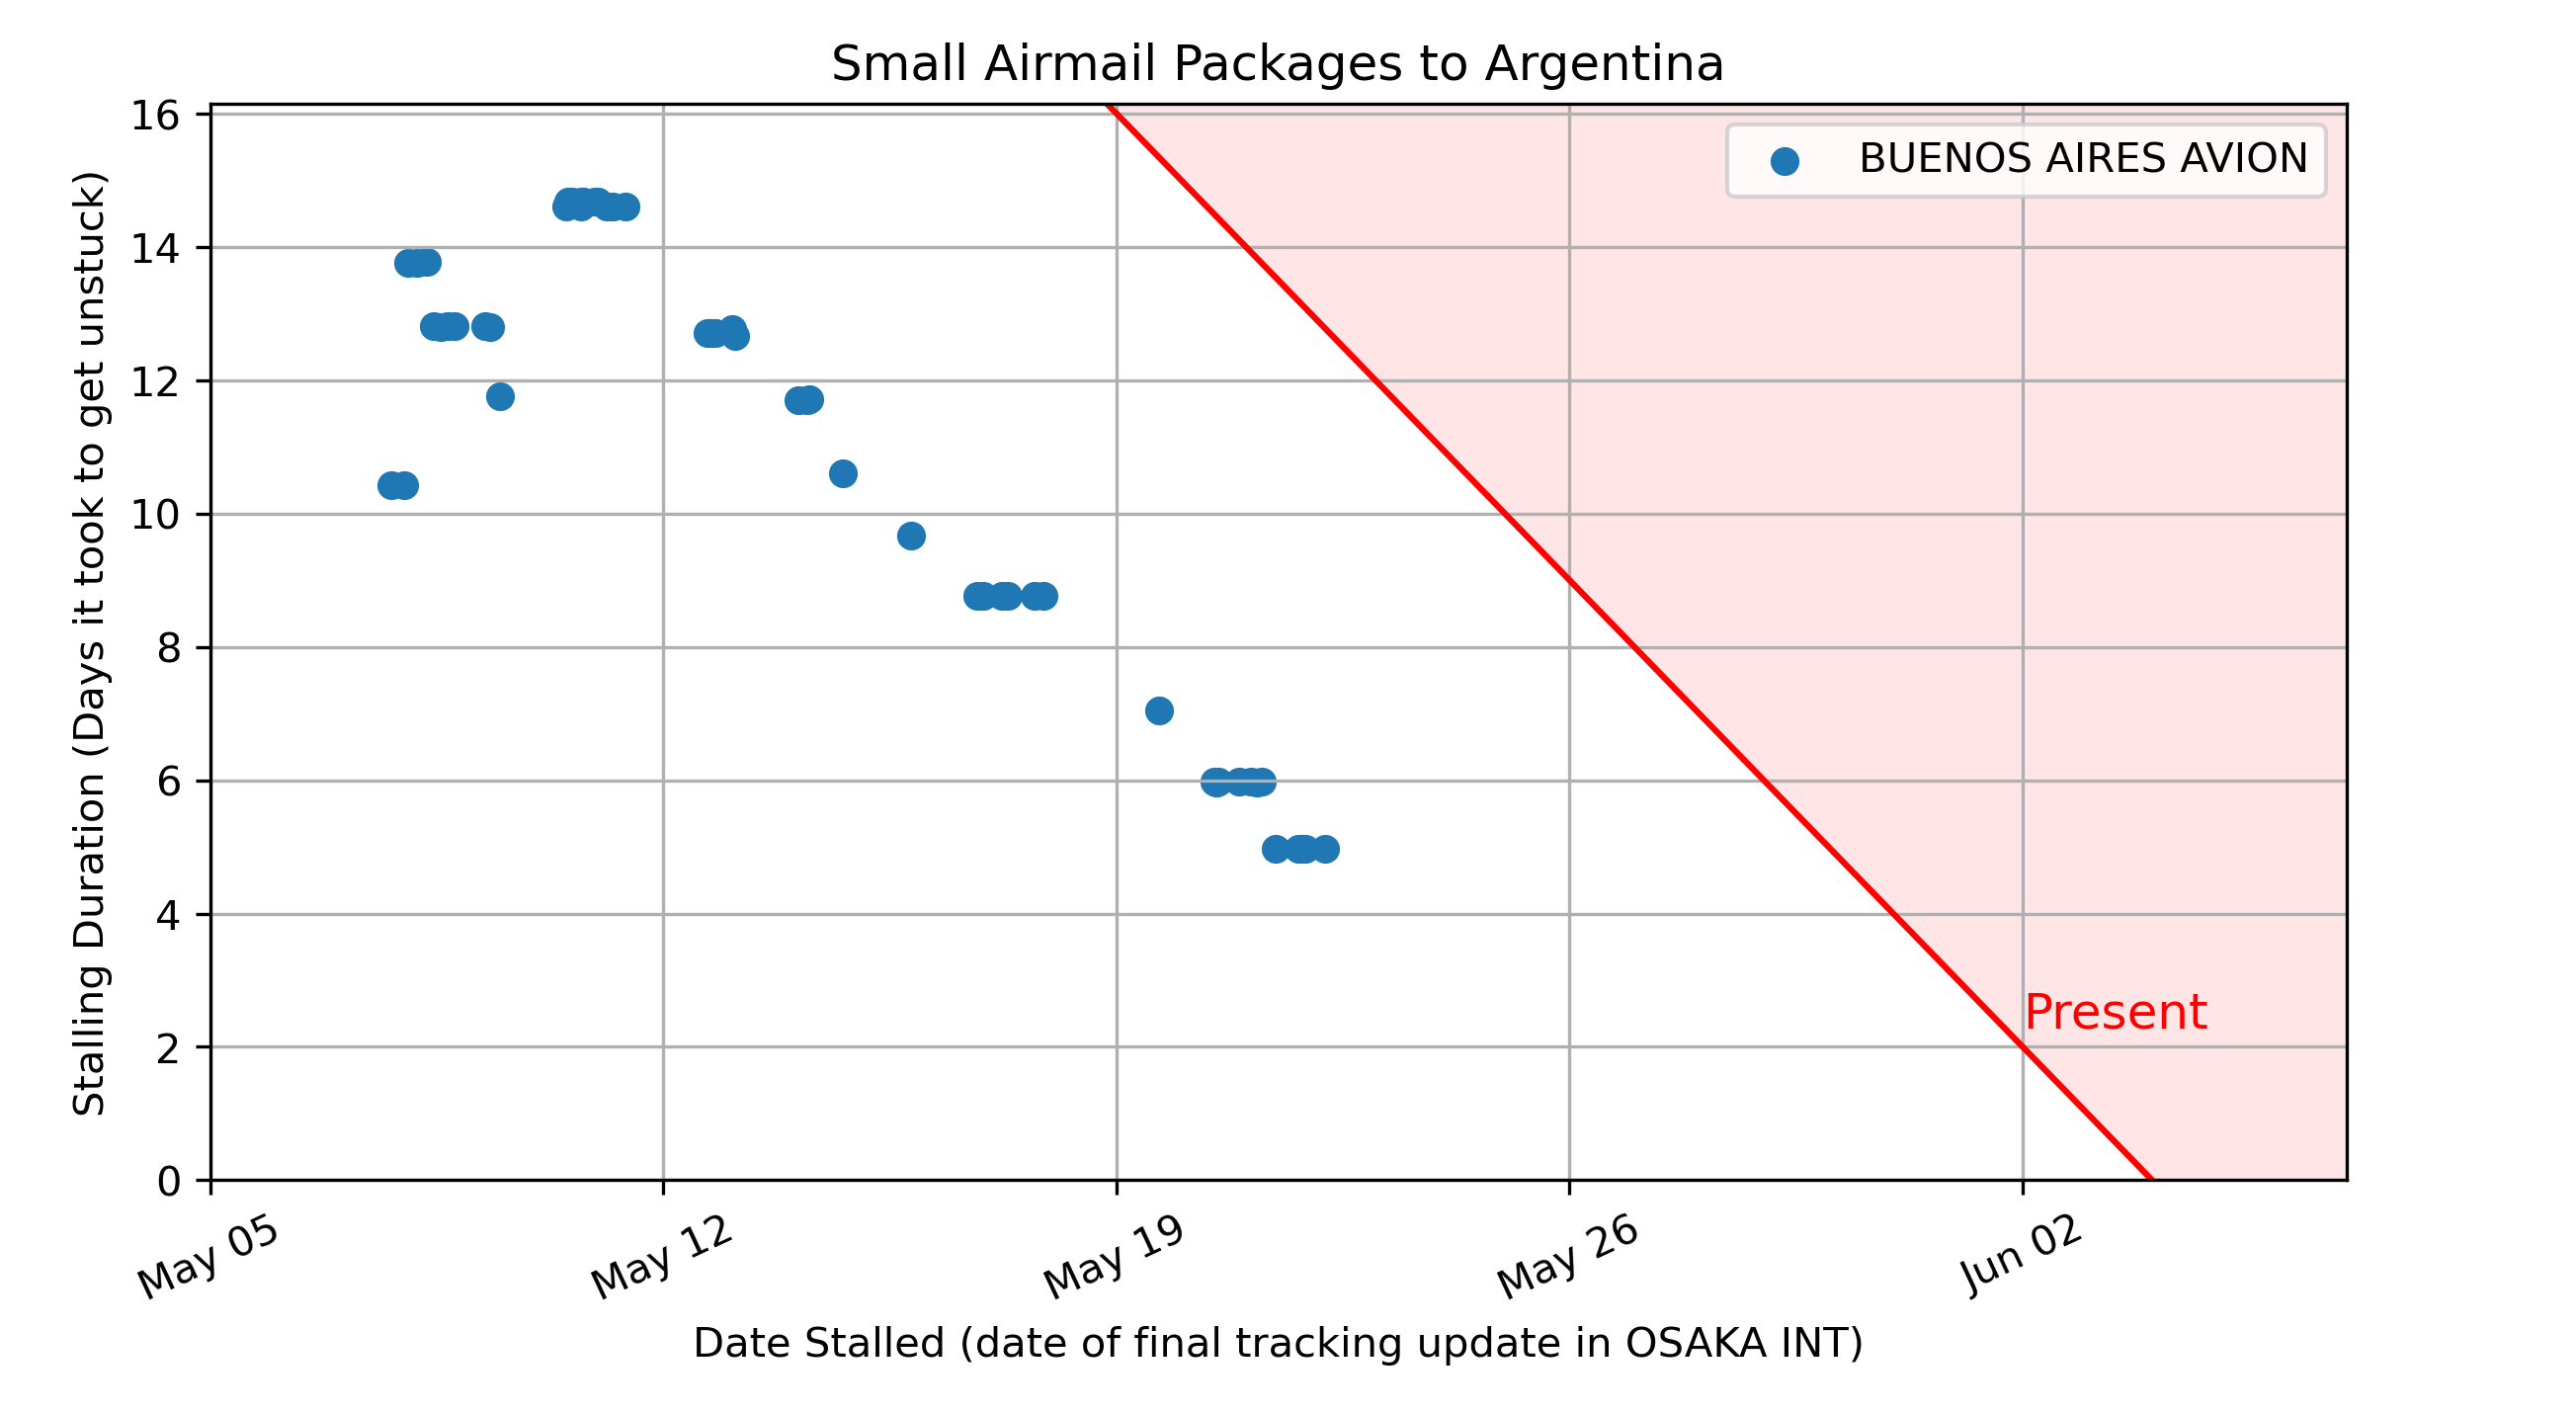 Small Airmail Packages to Argentina
BUENOS AIRES AVION
Stalling Duration (Days it took to get unstuck)
16
14
12
10
8
6
4
2
0
Present
May 05
May 12
May 19
May 26
Jun 02
Date Stalled (date of final tracking update in OSAKA INT)